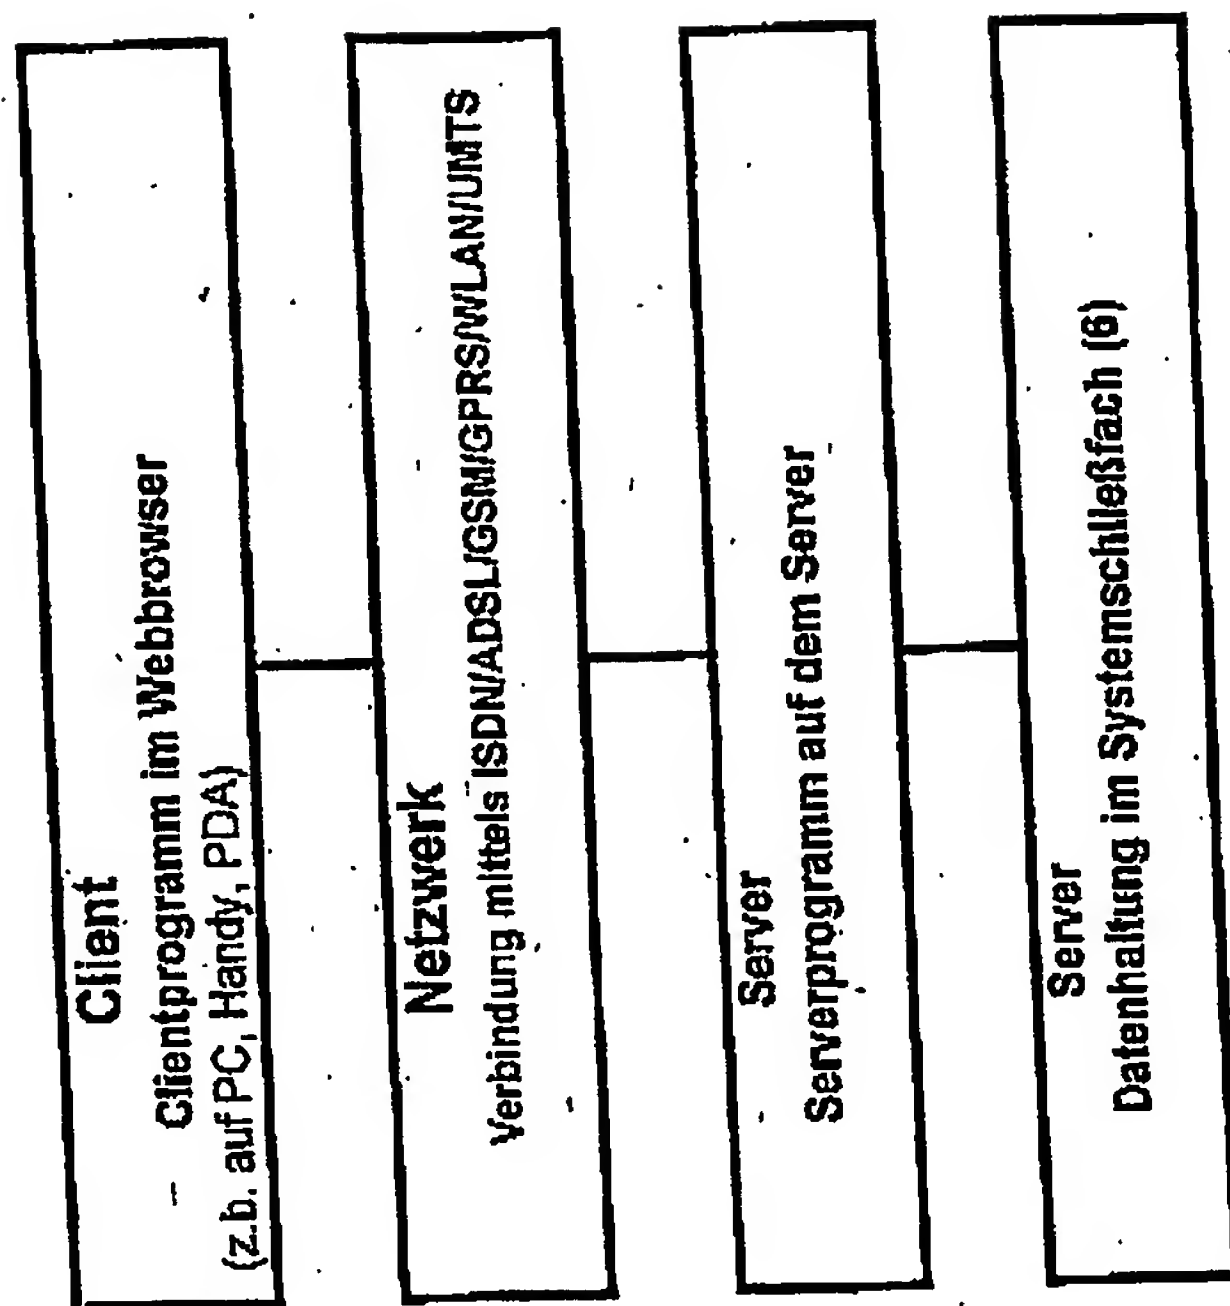 Client
Clientprogramm im Webbrowser
(z.b. auf PC, Handy, PDA)
Netzwerk
Verbindung mittels ISDN/ADSL/GSM/GPRS/WLAN/UMTS
Server
Serverprogramm auf dem Server
Server
Datenhaltung im Systemschließfach (6)